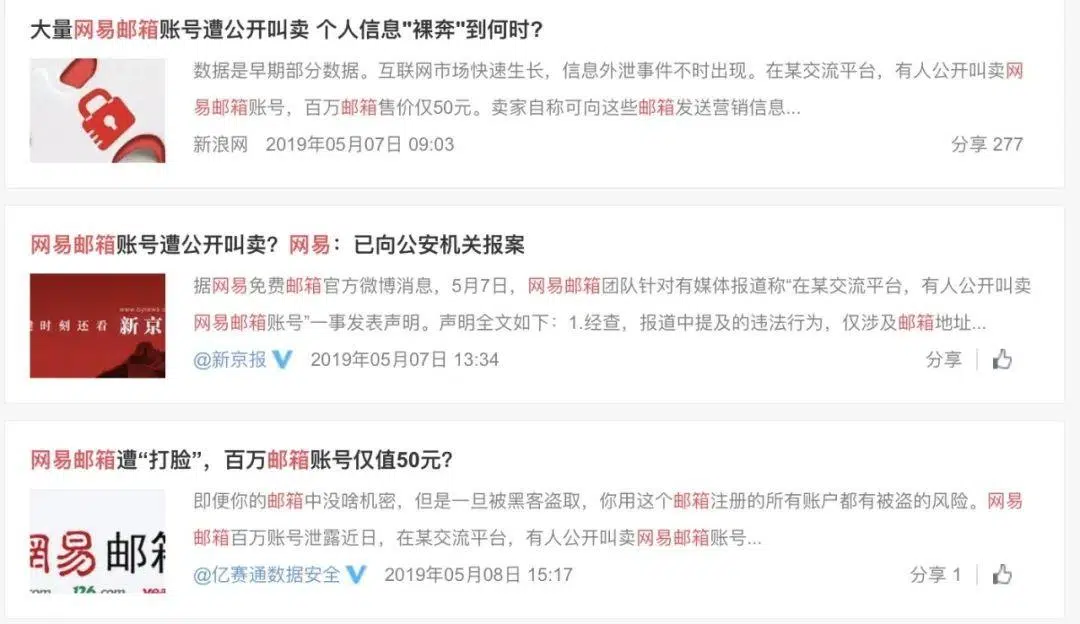 大量网易邮箱账号遭公开叫卖 个人信息"裸奔"到何时?
数据是早期部分数据。互联网市场快速生长，信息外泄事件不时出现。在某交流平台，有人公开叫卖网
易邮箱账号，百万邮箱售价仅50元。卖家自称可向这些邮箱发送营销信息...
新浪网 2019年05月07日 09:03
分享 277
网易邮箱账号遭公开叫卖? 网易：已向公安机关报案
时刻还看 新京
据网易免费邮箱官方微博消息，5月7日，网易邮箱团队针对有媒体报道称“在某交流平台，有人公开叫卖
网易邮箱账号”一事发表声明。声明全文如下：1.经查，报道中提及的违法行为，仅涉及邮箱地址...
@新京报 2019年05月07日 13:34
分享
网易邮箱遭“打脸”，百万邮箱账号仅值50元?
网易邮箱
126.com
即便你的邮箱中没啥机密，但是一旦被黑客盗取，你用这个邮箱注册的所有账户都有被盗的风险。网易
邮箱百万账号泄露近日，在某交流平台，有人公开叫卖网易邮箱账号...
@亿赛通数据安全 2019年05月08日 15:17
分享 1